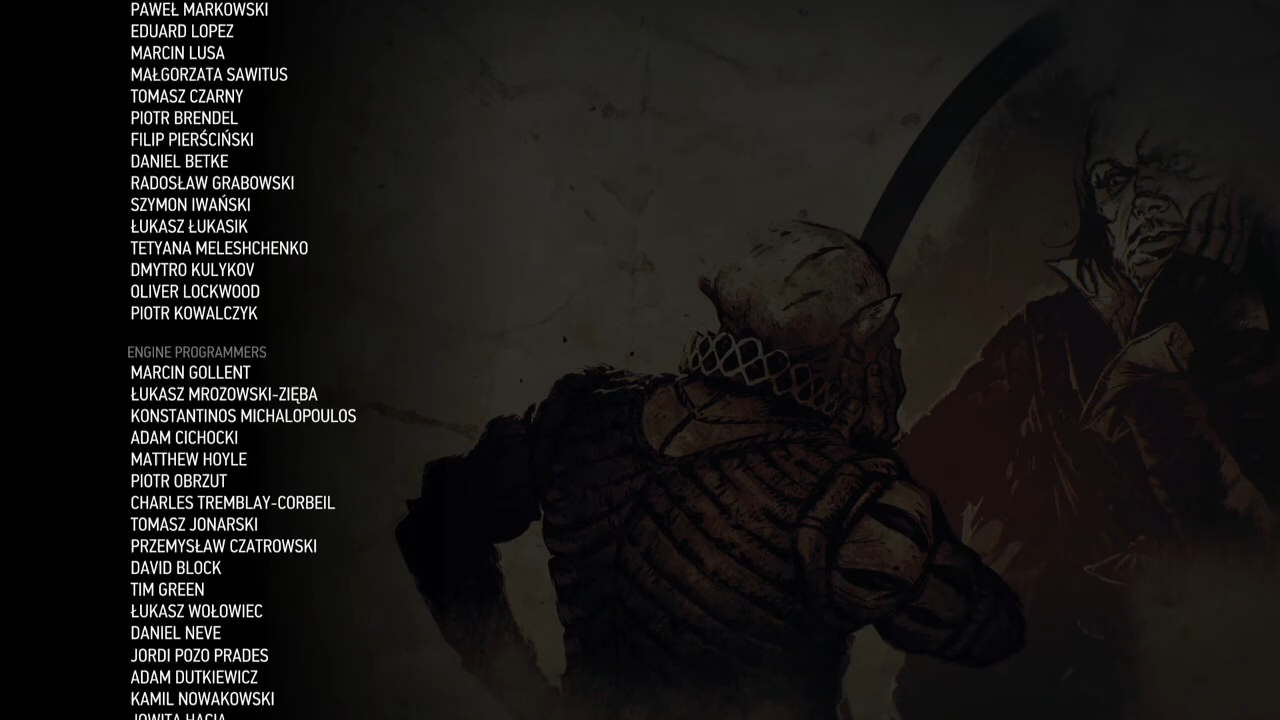 PAWEŁ MARKOWSKI
EDUARD LOPEZ
MARCIN LUSA
MAŁGORZATA SAWITUS
TOMASZ CZARNY
PIOTR BRENDEL
FILIP PIERŚCIŃSKI
DANIEL BETKE
RADOSŁAW GRABOWSKI
SZYMON IWAŃSKI
ŁUKASZ ŁUKASIK
TETYANA MELESHCHENKO
DMYTRO KULYKOV
OLIVER LOCKWOOD
PIOTR KOWALCZYK
ENGINE PROGRAMMERS
MARCIN GOLLENT
ŁUKASZ MROZOWSKI-ZIĘBA
KONSTANTINOS MICHALOPOULOS
ADAM CICHOCKI
MATTHEW HOYLE
PIOTR OBRZUT
CHARLES TREMBLAY-CORBEIL
TOMASZ JONARSKI
PRZEMYSŁAW CZATROWSKI
DAVID BLOCK
TIM GREEN
ŁUKASZ WOŁOWIEC
DANIEL NEVE
JORDI POZO PRADES
ADAM DUTKIEWICZ
KAMIL NOWAKOWSKI